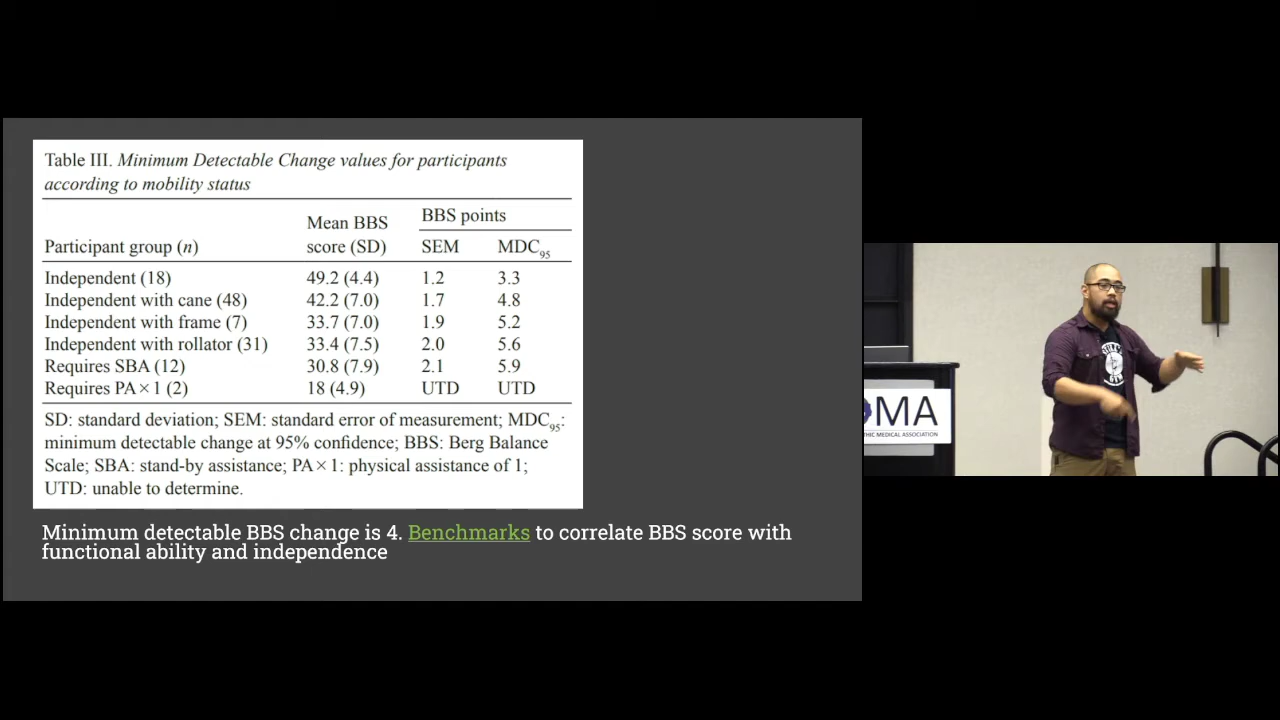 Table III. Minimum Detectable Change values for participants
according to mobility status
Participant group (n) Mean BBS score (SD) BBS points SEM MDC95
Independent (18) 49.2 (4.4) 1.2 3.3
Independent with cane (48) 42.2 (7.0) 1.7 4.8
Independent with frame (7) 33.7 (7.0) 1.9 5.2
Independent with rollator (31) 33.4 (7.5) 2.0 5.6
Requires SBA (12) 30.8 (7.9) 2.1 5.9
Requires PA×1 (2) 18 (4.9) UTD UTD
SD: standard deviation; SEM: standard error of measurement; MDC95:
minimum detectable change at 95% confidence; BBS: Berg Balance
Scale; SBA: stand-by assistance; PA×1: physical assistance of 1;
UTD: unable to determine.
Minimum detectable BBS change is 4. Benchmarks to correlate BBS score with
functional ability and independence
OMA
THIC MEDICAL ASSOCIATION